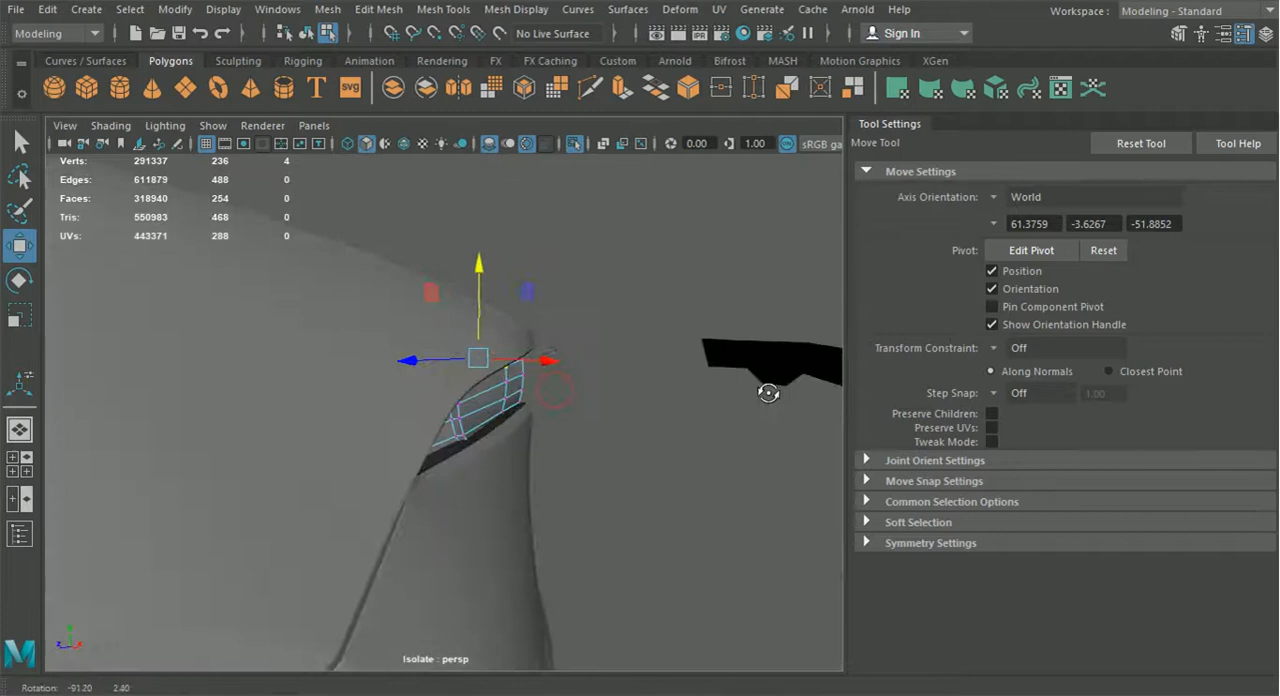 File Edit Create Select Modify Display Windows Mesh Edit Mesh Mesh Tools Mesh Display Curves Surfaces Deform UV Generate Cache Arnold Help Workspace: Modeling - Standard
Modeling No Live Surface Sign In
Curves / Surfaces Polygons Sculpting Rigging Animation Rendering FX FX Caching Custom Arnold Bifrost MASH Motion Graphics XGen
T svg
View Shading Lighting Show Renderer Panels
0.00 1.00 sRGB ga
Verts: 291337 236 4
Edges: 611879 488 0
Faces: 318940 254 0
Tris: 550983 468 0
UVs: 443371 288 0
Isolate : persp
Tool Settings
Move Tool Reset Tool Tool Help
Move Settings
Axis Orientation: World
61.3759 -3.6267 -51.8852
Pivot: Edit Pivot Reset
Position
Orientation
Pin Component Pivot
Show Orientation Handle
Transform Constraint: Off
Along Normals Closest Point
Step Snap: Off 1.00
Preserve Children:
Preserve UVs:
Tweak Mode:
Joint Orient Settings
Move Snap Settings
Common Selection Options
Soft Selection
Symmetry Settings
Rotation: -91.20 2.40